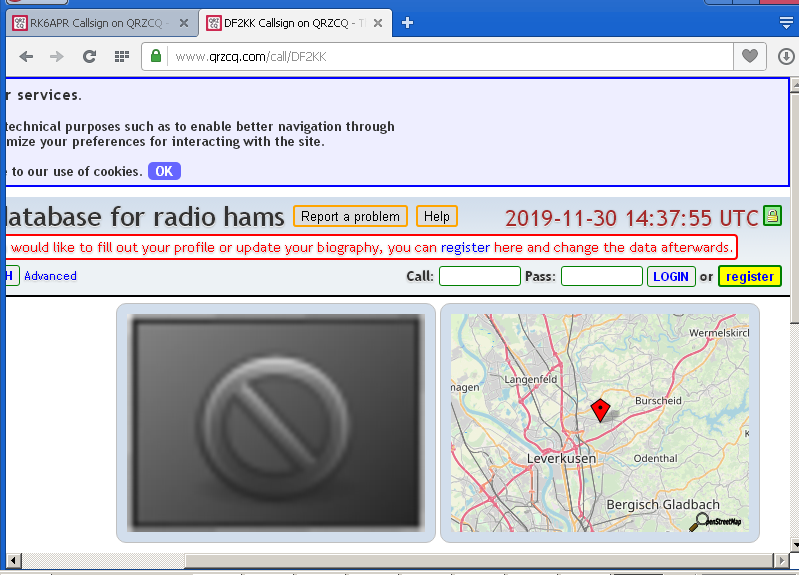 RK6APR Callsign on QRZCQ -
DF2KK Callsign on QRZCQ - T
www.qrzcq.com/call/DF2KK
r services.
technical purposes such as to enable better navigation through
mize your preferences for interacting with the site.
e to our use of cookies. OK
latabase for radio hams Report a problem Help 2019-11-30 14:37:55 UTC
would like to fill out your profile or update your biography, you can register here and change the data afterwards.
H Advanced Call: Pass: LOGIN or register
Wermelskirch
Langenfeld
magen
Burscheid
Leverkusen
Odenthal
K
Bergisch Gladbach
OpenStreetMap